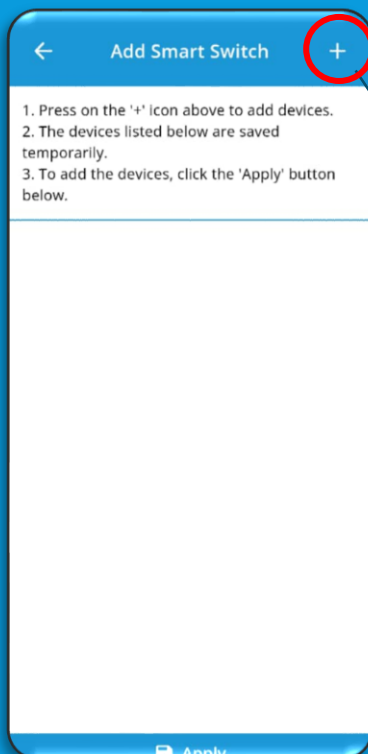 Add Smart Switch
1. Press on the '+' icon above to add devices.
2. The devices listed below are saved
temporarily.
3. To add the devices, click the 'Apply' button
below.
Apply